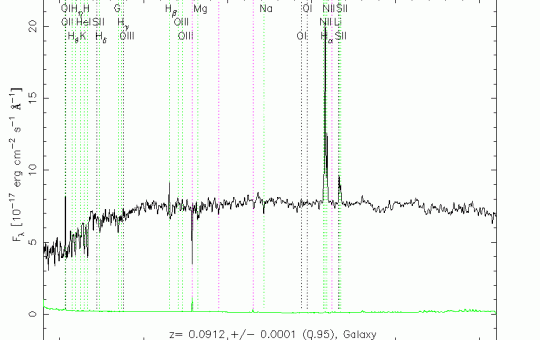 OII Hη H G Hβ Mg Na OI NII SII
OII HeI SII Hγ OIII OI NII Li
Hθ K Hδ OIII OIII OI Hα SII
20
15
10
5
0
Fλ [10⁻¹⁷ erg cm⁻² s⁻¹ Å⁻¹]
z= 0.0912,+/− 0.0001 (0.95), Galaxy